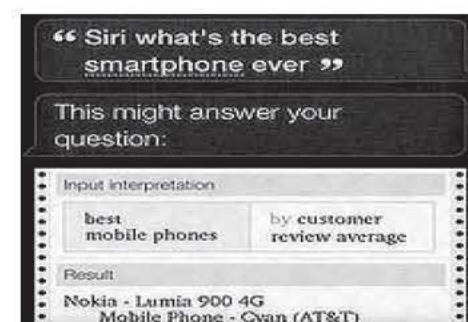 “ Siri what's the best
smartphone ever ”
This might answer your
question:
Input interpretation
best by customer
mobile phones review average
Result
Nokia - Lumia 900 4G
Mobile Phone - Cyan (AT&T)